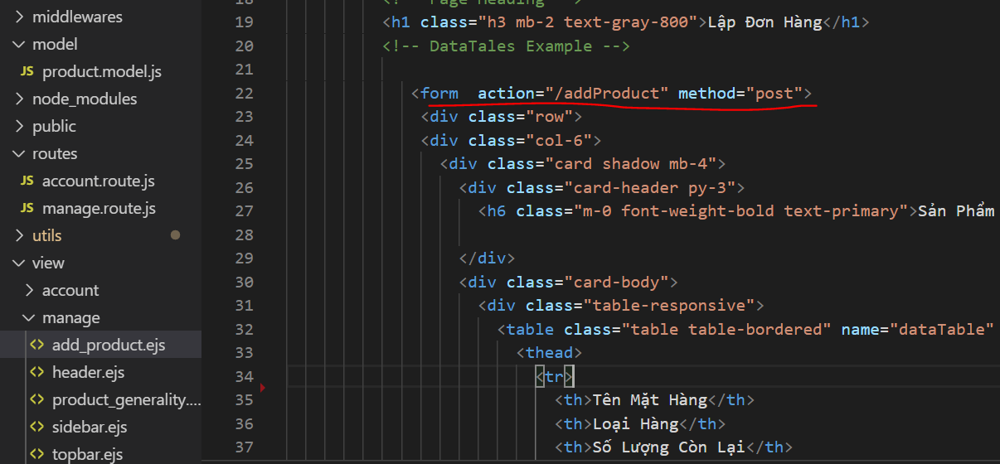 middlewares
model
JS product.model.js
node_modules
public
routes
JS account.route.js
JS manage.route.js
utils
view
account
manage
<> add_product.ejs
<> header.ejs
<> product_generality....
<> sidebar.ejs
<> topbar.ejs
18 <!-- Page Heading -->
19 <h1 class="h3 mb-2 text-gray-800">Lập Đơn Hàng</h1>
20 <!-- DataTales Example -->
21
22 <form  action="/addProduct" method="post">
23 <div class="row">
24 <div class="col-6">
25 <div class="card shadow mb-4">
26 <div class="card-header py-3">
27 <h6 class="m-0 font-weight-bold text-primary">Sản Phẩm
28
29 </div>
30 <div class="card-body">
31 <div class="table-responsive">
32 <table class="table table-bordered" name="dataTable"
33 <thead>
34 <tr>
35 <th>Tên Mặt Hàng</th>
36 <th>Loại Hàng</th>
37 <th>Số Lượng Còn Lại</th>